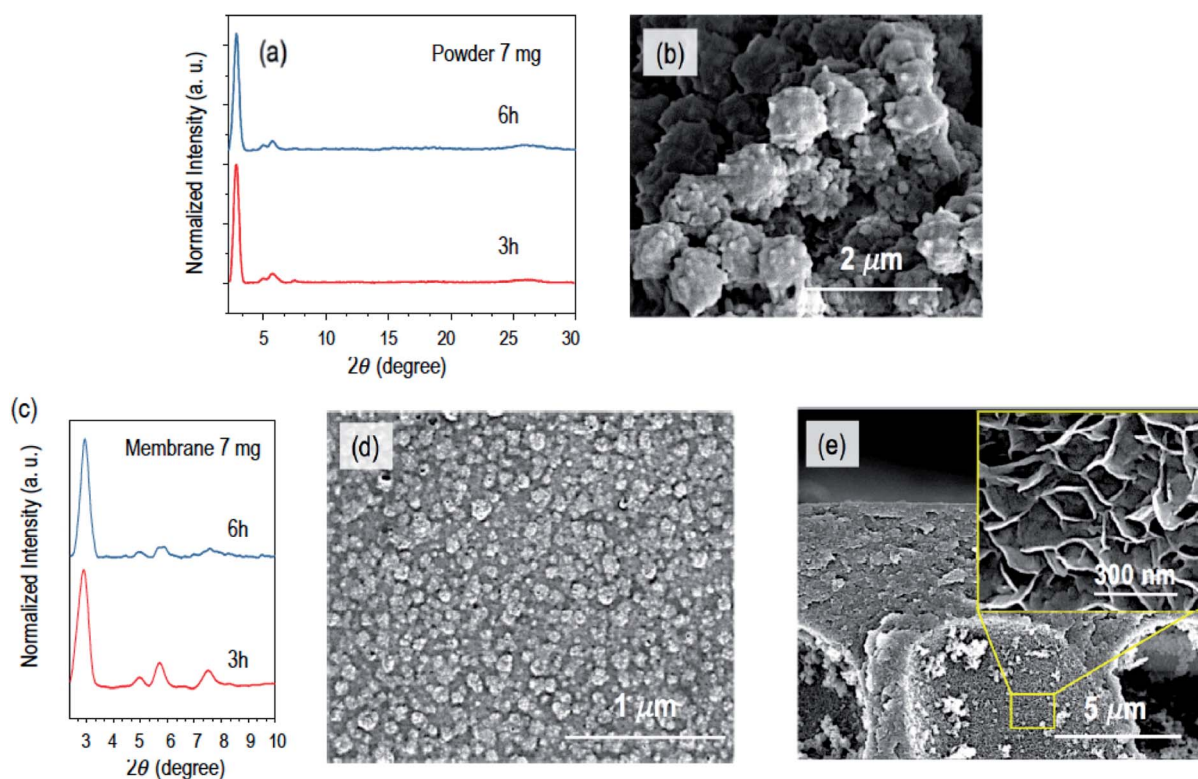 (a)
Powder 7 mg
6h
3h
Normalized Intensity (a. u.)
5 10 15 20 25 30
2θ (degree)
(b)
2 μm
(c)
Membrane 7 mg
6h
3h
Normalized Intensity (a. u.)
3 4 5 6 7 8 9 10
2θ (degree)
(d)
1 μm
(e)
300 nm
5 μm